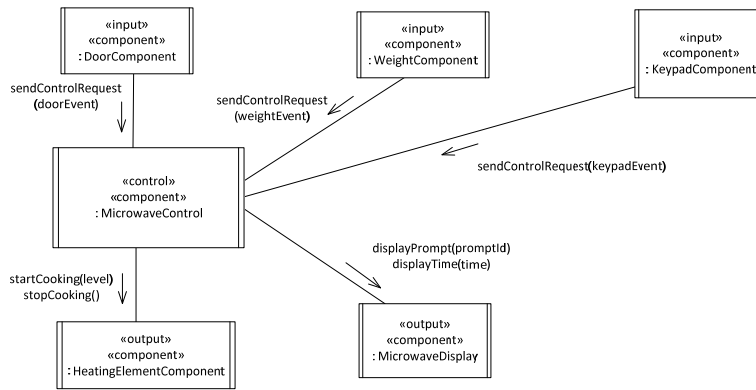 «input»
«component»
: DoorComponent
«input»
«component»
: WeightComponent
«input»
«component»
: KeypadComponent
sendControlRequest
(doorEvent)
sendControlRequest
(weightEvent)
sendControlRequest(keypadEvent)
«control»
«component»
: MicrowaveControl
displayPrompt(promptId)
displayTime(time)
startCooking(level)
stopCooking()
«output»
«component»
: HeatingElementComponent
«output»
«component»
: MicrowaveDisplay